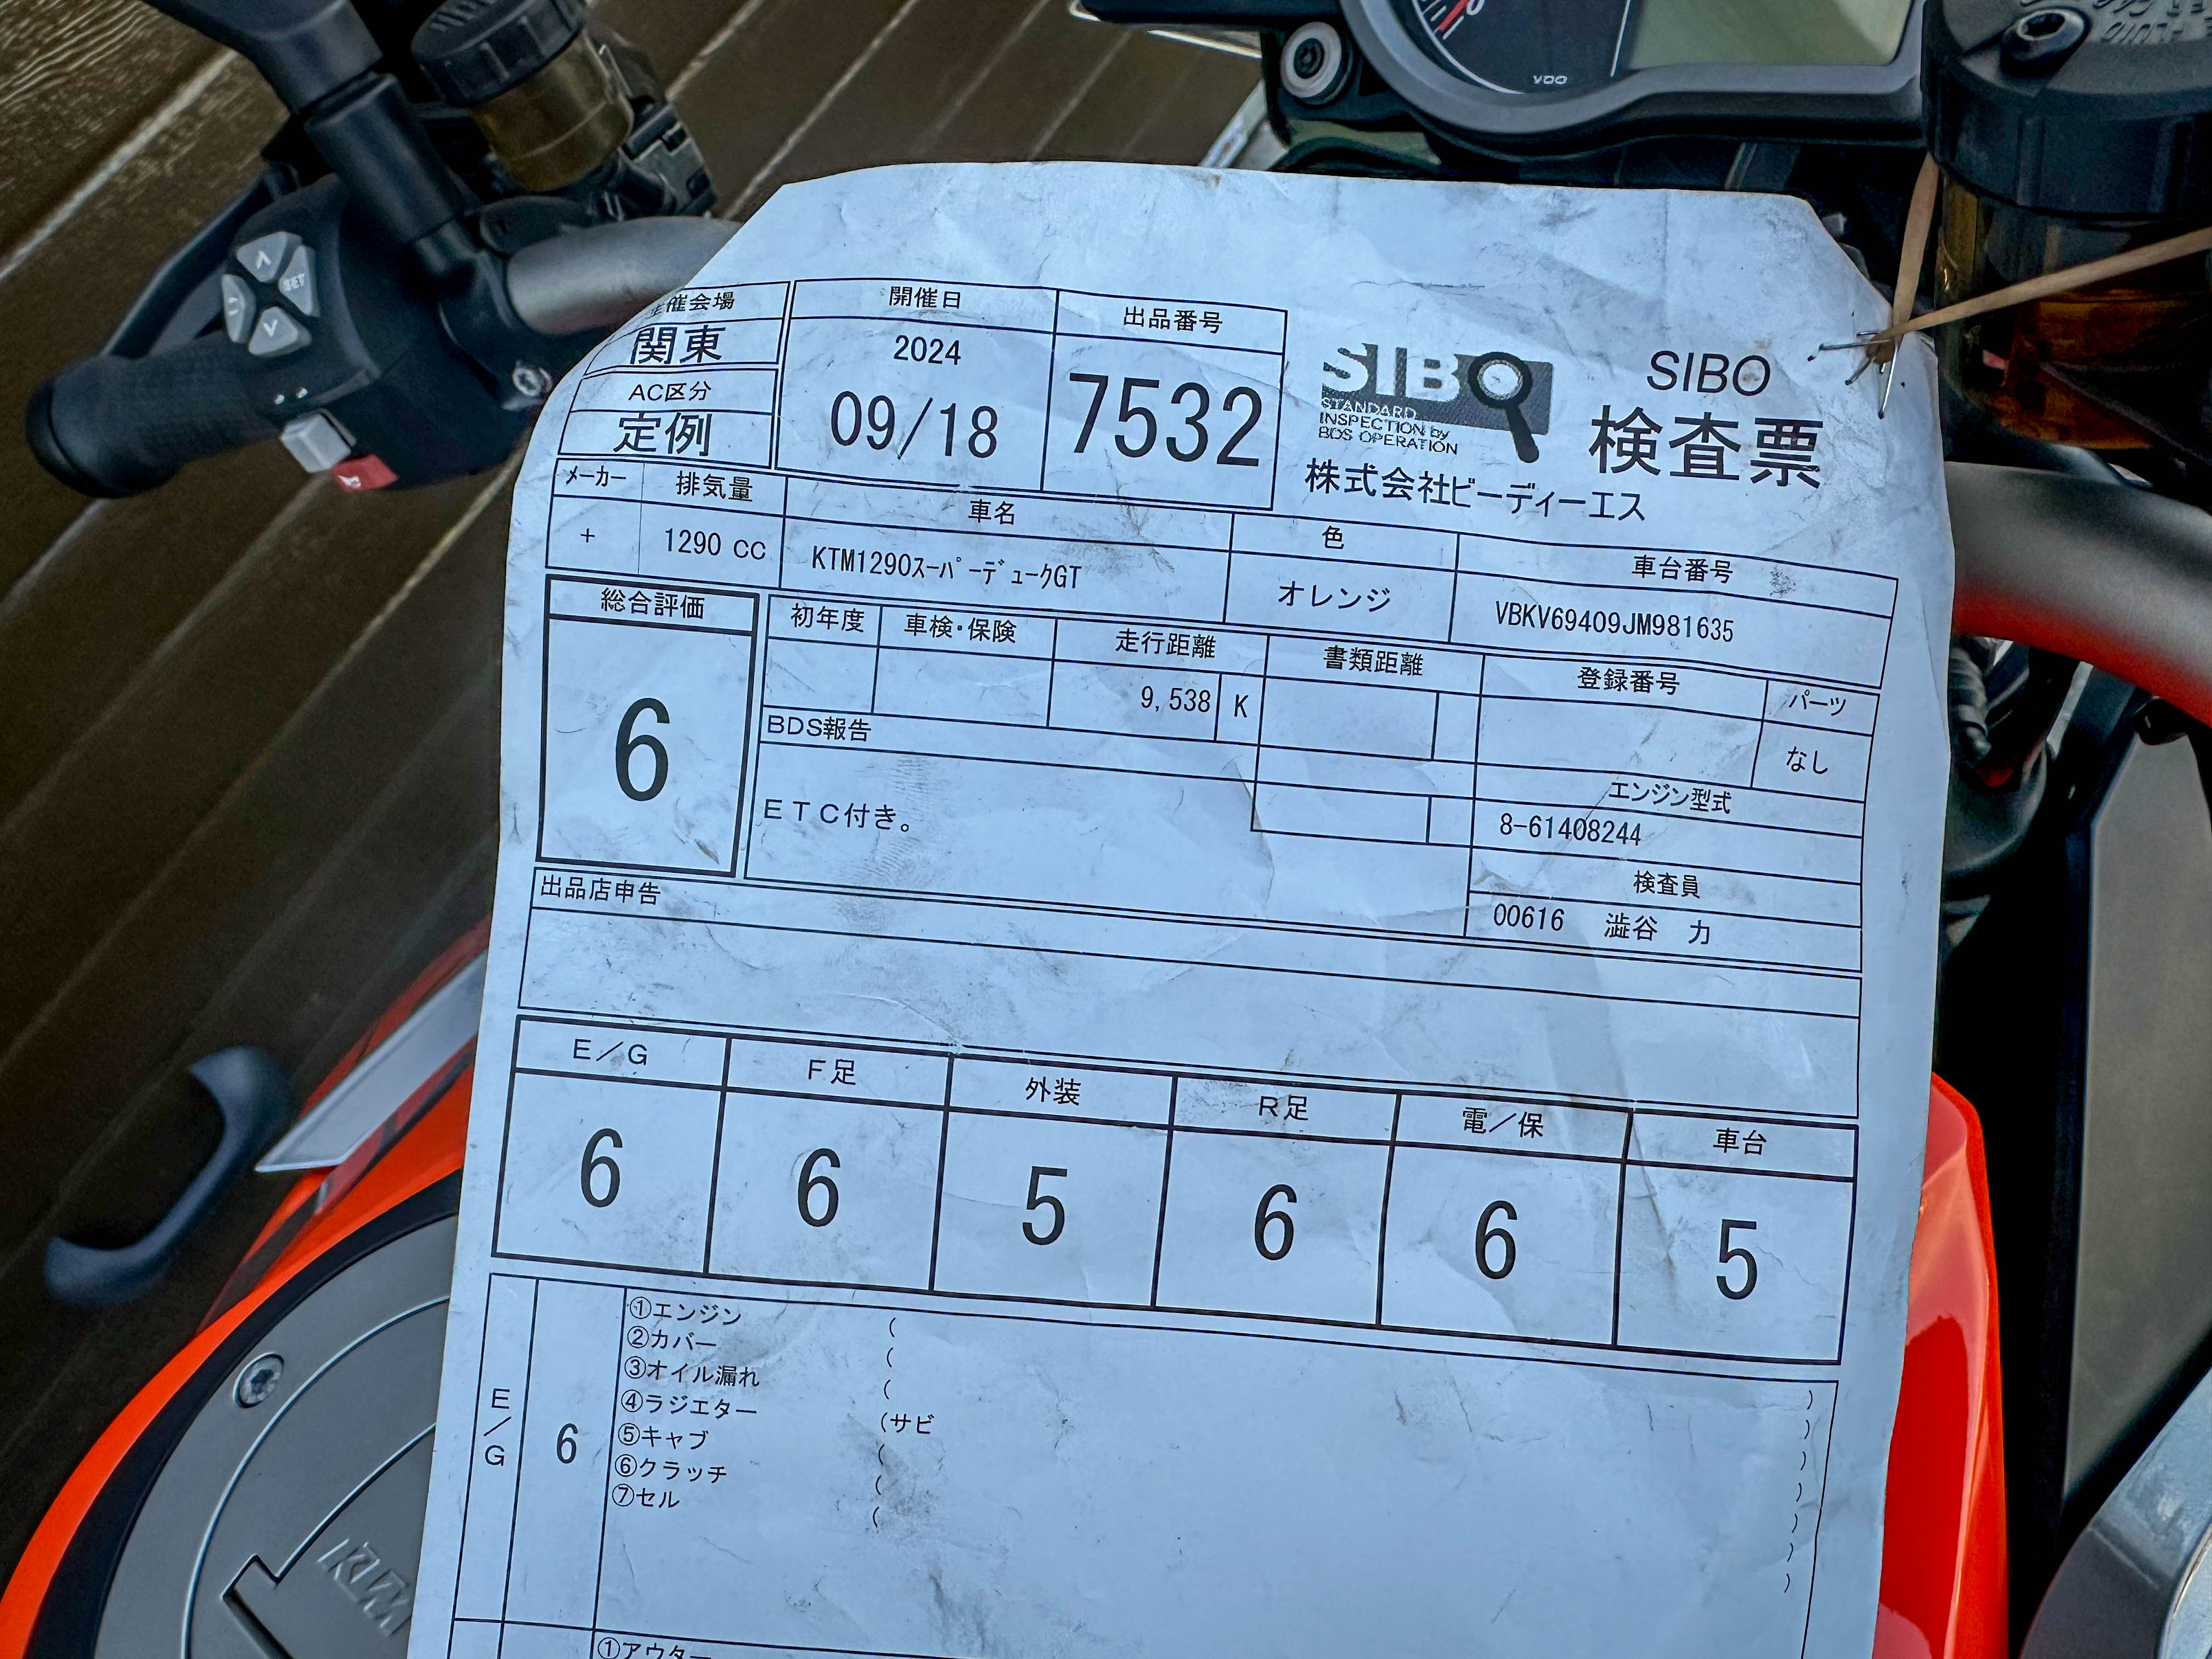 VDO
SET
主催会場
関東
AC区分
定例
開催日
2024
09/18
出品番号
7532
SIBO
STANDARD
INSPECTION by
BDS OPERATION
SIBO
検査票
株式会社ビーディーエス
メーカー
排気量
車名
色
車台番号
+
1290 CC
KTM1290スーパーデュークGT
オレンジ
VBKV69409JM981635
総合評価
6
初年度
車検・保険
走行距離
書類距離
登録番号
パーツ
9,538
K
なし
BDS報告
ETC付き。
エンジン型式
8-61408244
検査員
00616 澁谷 力
出品店申告
E/G
F足
外装
R足
電/保
車台
6
6
5
6
6
5
E/G
6
①エンジン ( )
②カバー ( )
③オイル漏れ ( )
④ラジエター (サビ )
⑤キャブ ( )
⑥クラッチ ( )
⑦セル ( )
①アウター
KTM